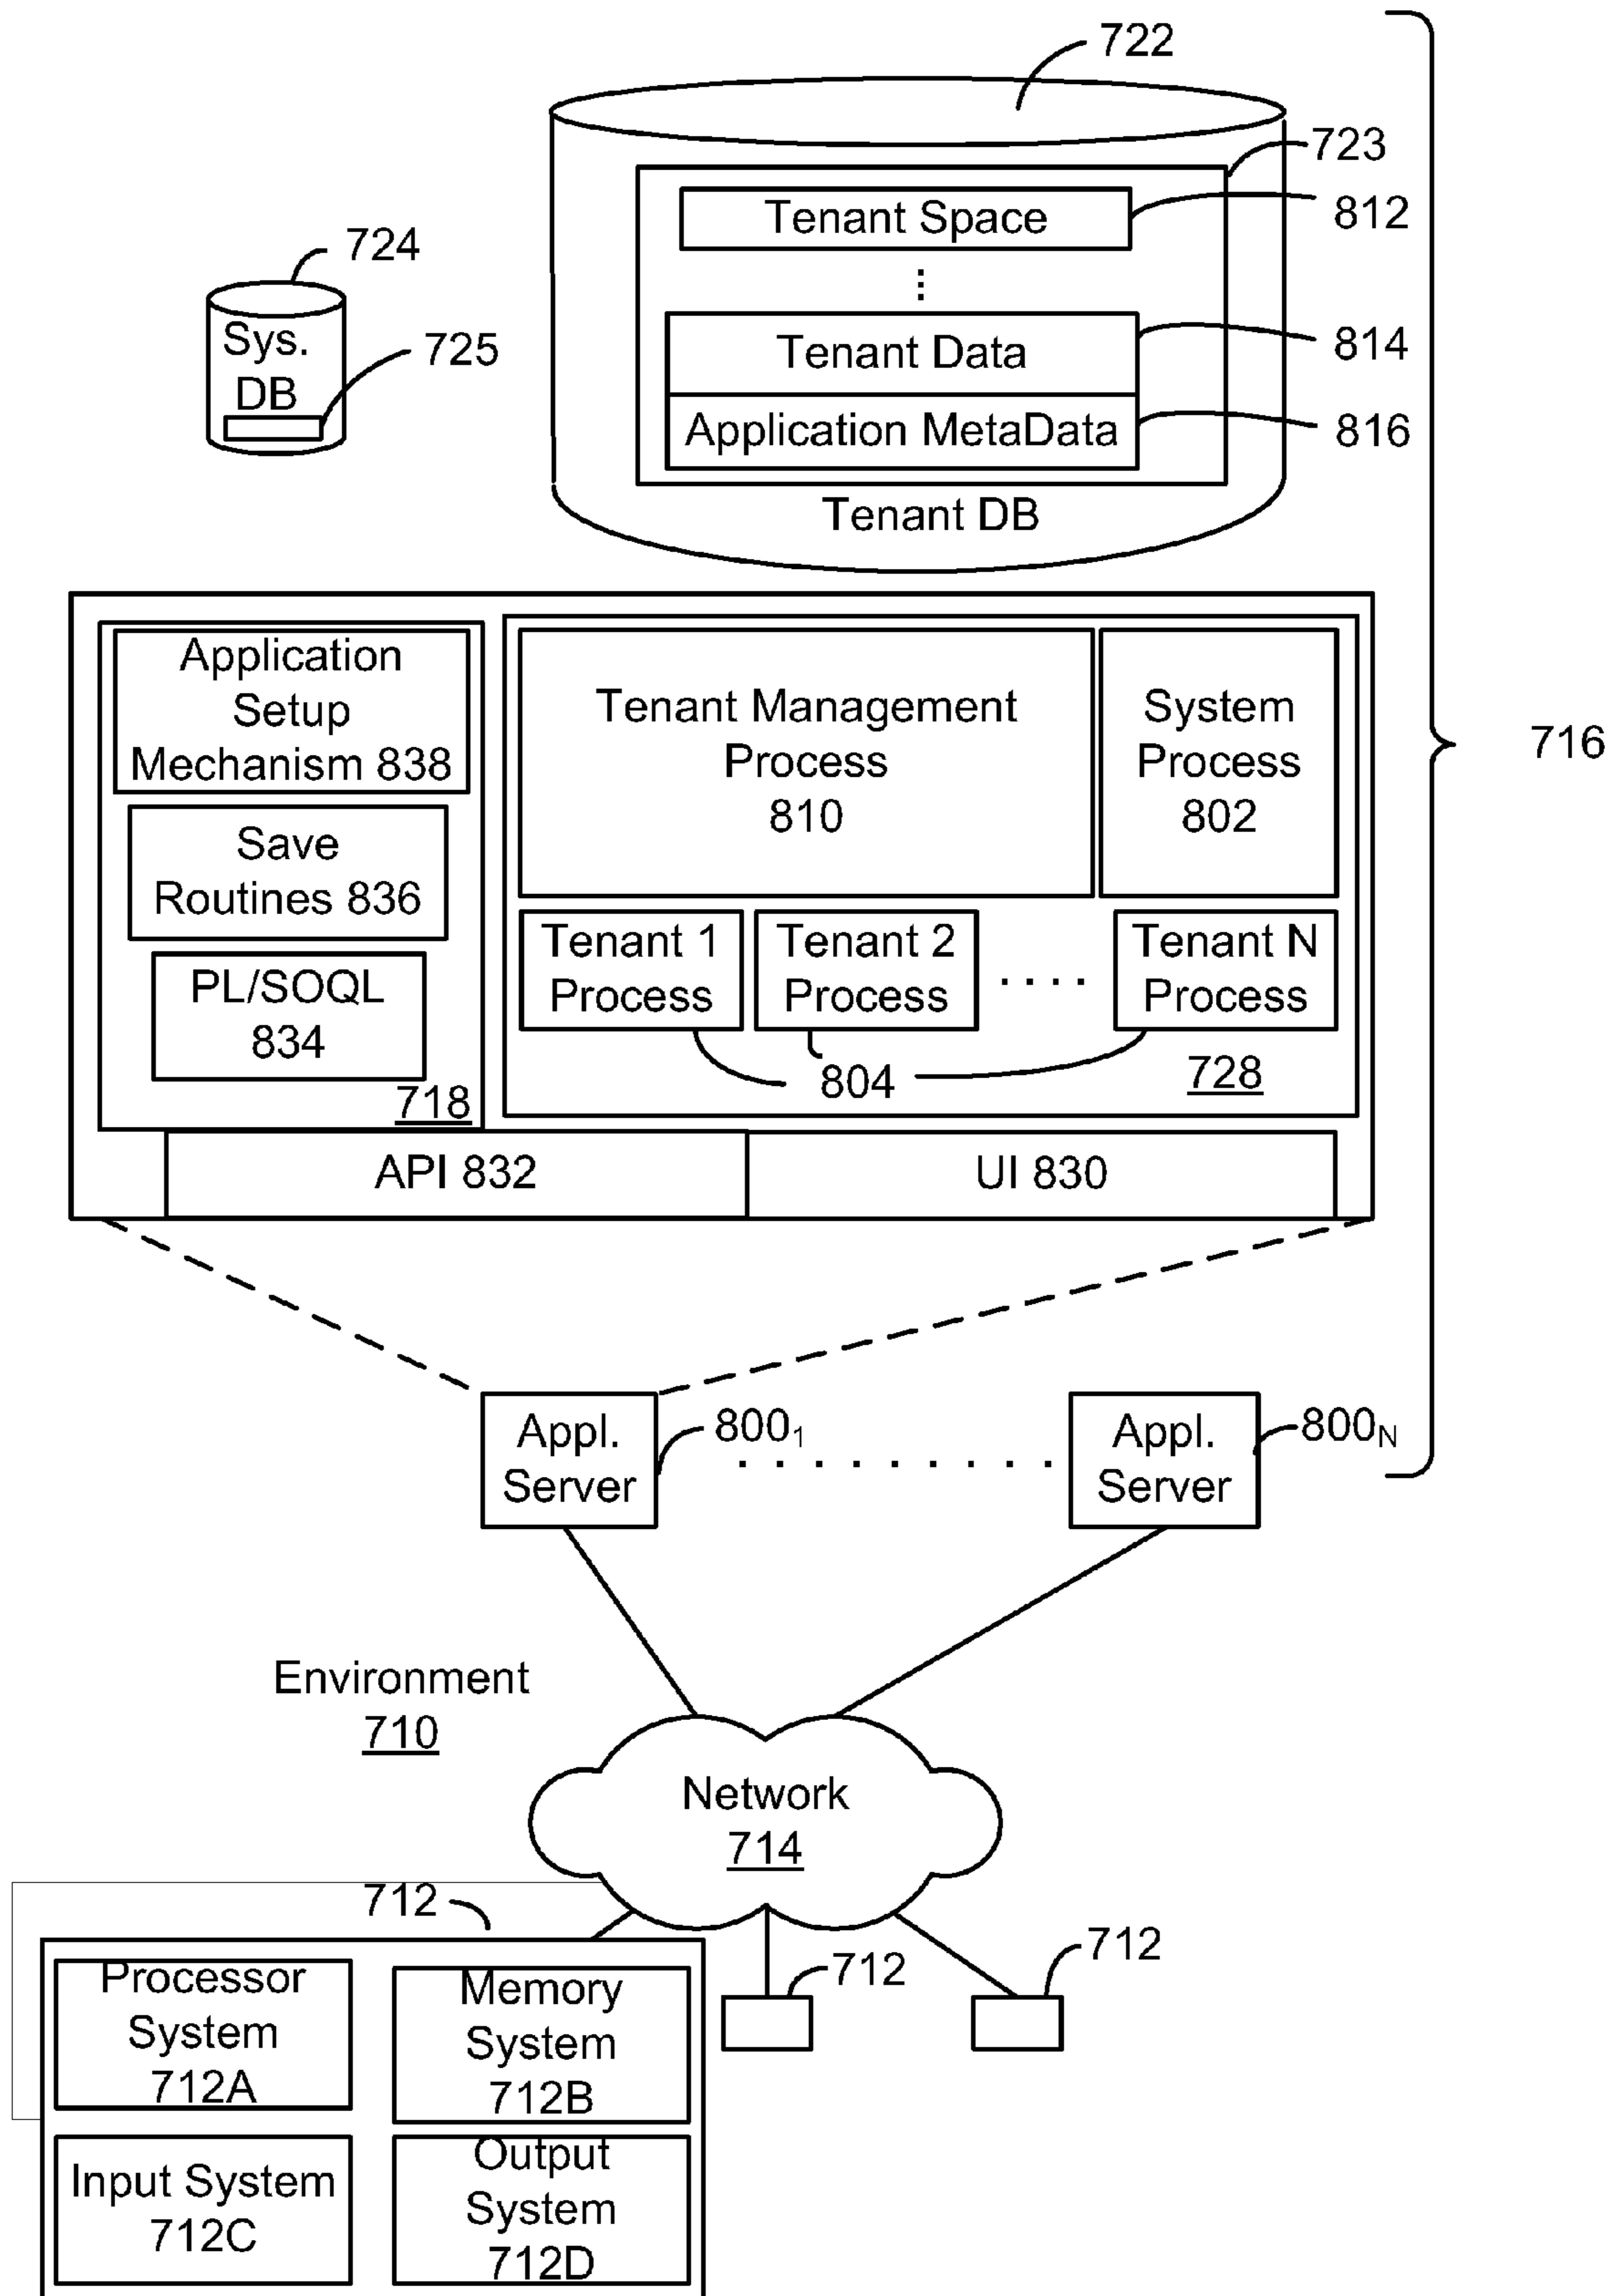 722
723
Tenant Space
812
724
Sys.
DB
725
Tenant Data
814
Application MetaData
816
Tenant DB
716
Application
Setup
Mechanism 838
Tenant Management
Process
810
System
Process
802
Save
Routines 836
Tenant 1
Process
Tenant 2
Process
Tenant N
Process
PL/SOQL
834
804
728
718
API 832
UI 830
Appl.
Server
800₁
Appl.
Server
800N
Environment
710
Network
714
712
Processor
System
712A
Memory
System
712B
712
712
Input System
712C
Output
System
712D